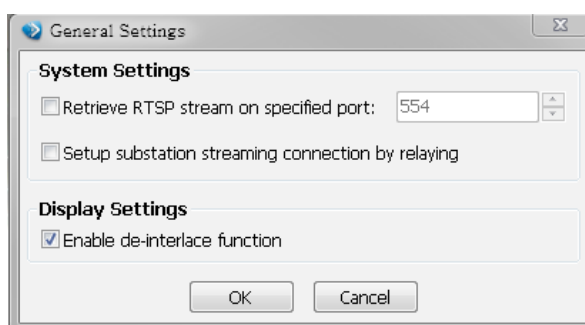 General Settings
System Settings
Retrieve RTSP stream on specified port: 554
Setup substation streaming connection by relaying
Display Settings
Enable de-interlace function
OK Cancel